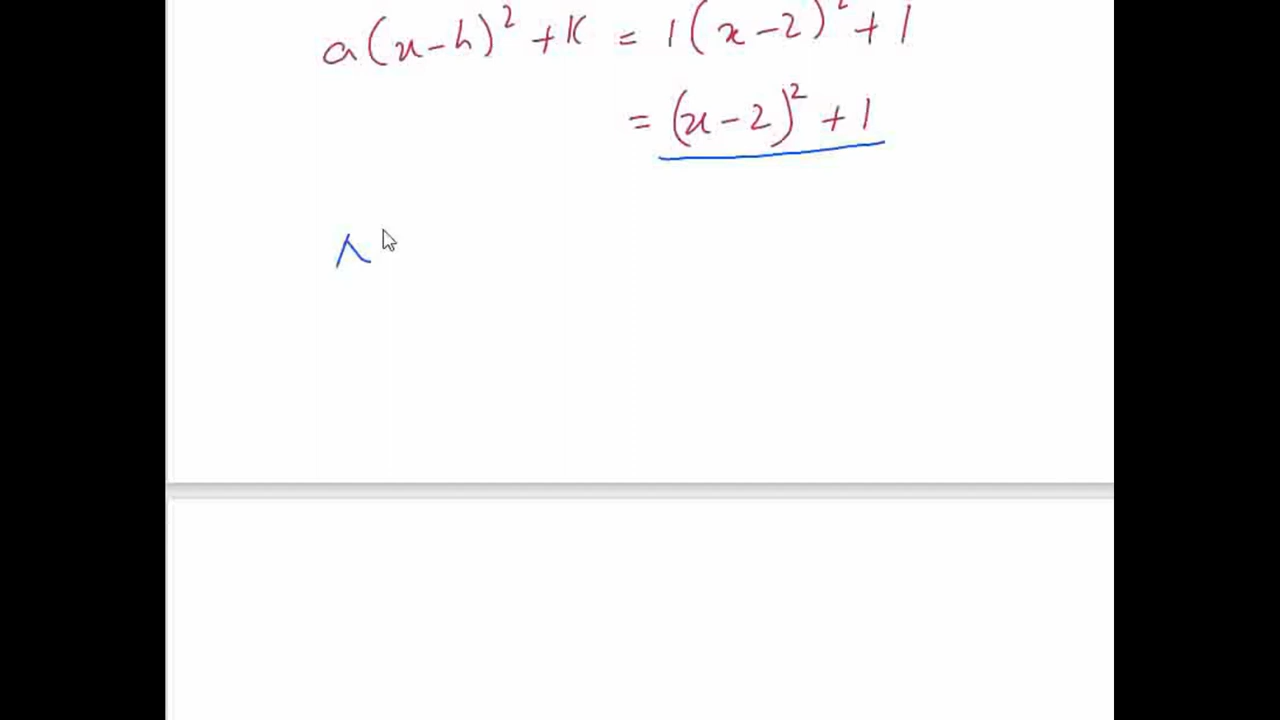 a(x-h)² + K = 1(x-2)² + 1
= (x-2)² + 1